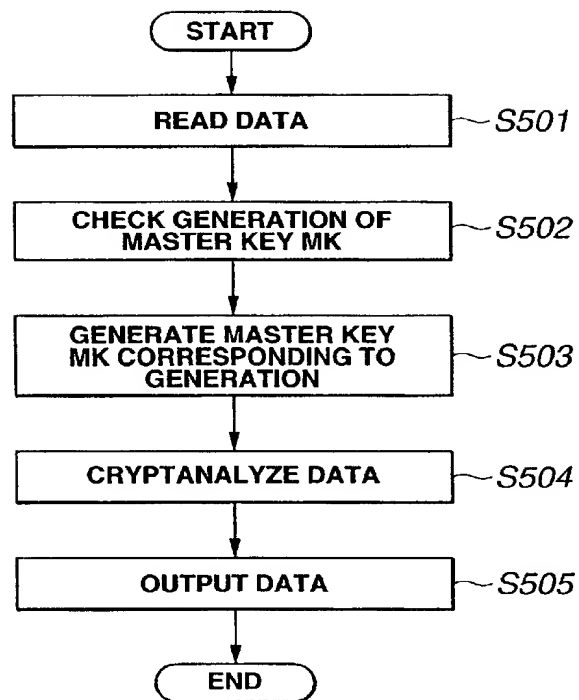 START
READ DATA
S501
CHECK GENERATION OF
MASTER KEY MK
S502
GENERATE MASTER KEY
MK CORRESPONDING TO
GENERATION
S503
CRYPTANALYZE DATA
S504
OUTPUT DATA
S505
END